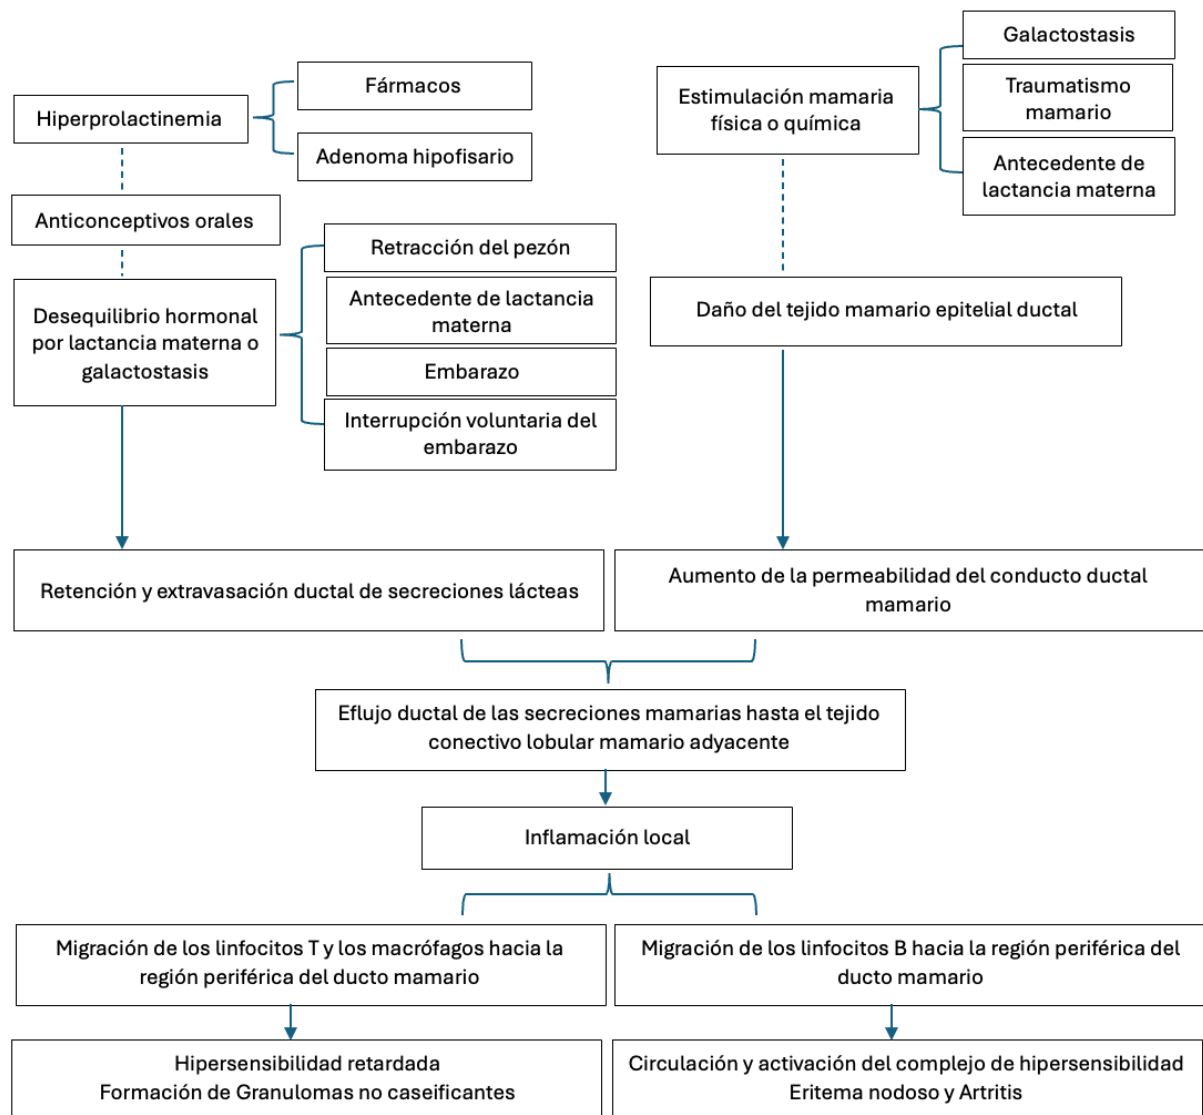 Hiperprolactinemia
Fármacos
Adenoma hipofisario
Anticonceptivos orales
Desequilibrio hormonal
por lactancia materna o
galactostasis
Retracción del pezón
Antecedente de lactancia
materna
Embarazo
Interrupción voluntaria del
embarazo
Estimulación mamaria
física o química
Galactostasis
Traumatismo
mamario
Antecedente de
lactancia materna
Daño del tejido mamario epitelial ductal
Retención y extravasación ductal de secreciones lácteas
Aumento de la permeabilidad del conducto ductal
mamario
Eflujo ductal de las secreciones mamarias hasta el tejido
conectivo lobular mamario adyacente
Inflamación local
Migración de los linfocitos T y los macrófagos hacia la
región periférica del ducto mamario
Migración de los linfocitos B hacia la región periférica del
ducto mamario
Hipersensibilidad retardada
Formación de Granulomas no caseificantes
Circulación y activación del complejo de hipersensibilidad
Eritema nodoso y Artritis